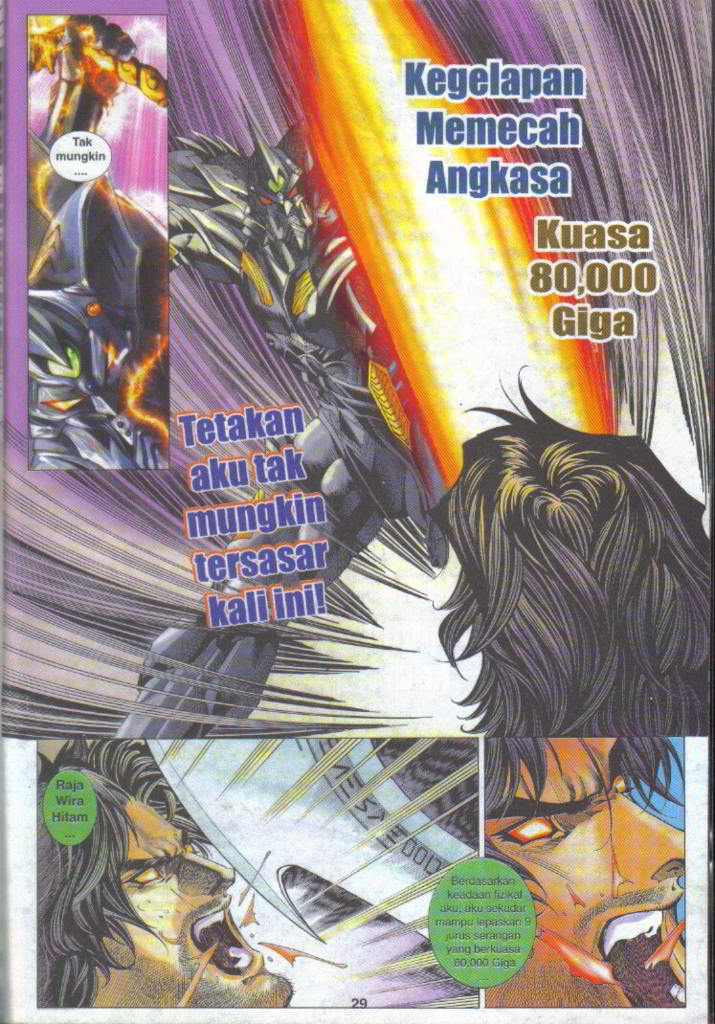 Tak
mungkin
....
Kegelapan
Memecah
Angkasa
Kuasa
80,000
Giga
Tetakan
aku tak
mungkin
tersasar
kali ini!
Raja
Wira
Hitam
...
Berdasarkan
keadaan fizikal
aku, aku sekadar
mampu lepaskan 9
jurus serangan
yang berkuasa
80,000 Giga
...
29